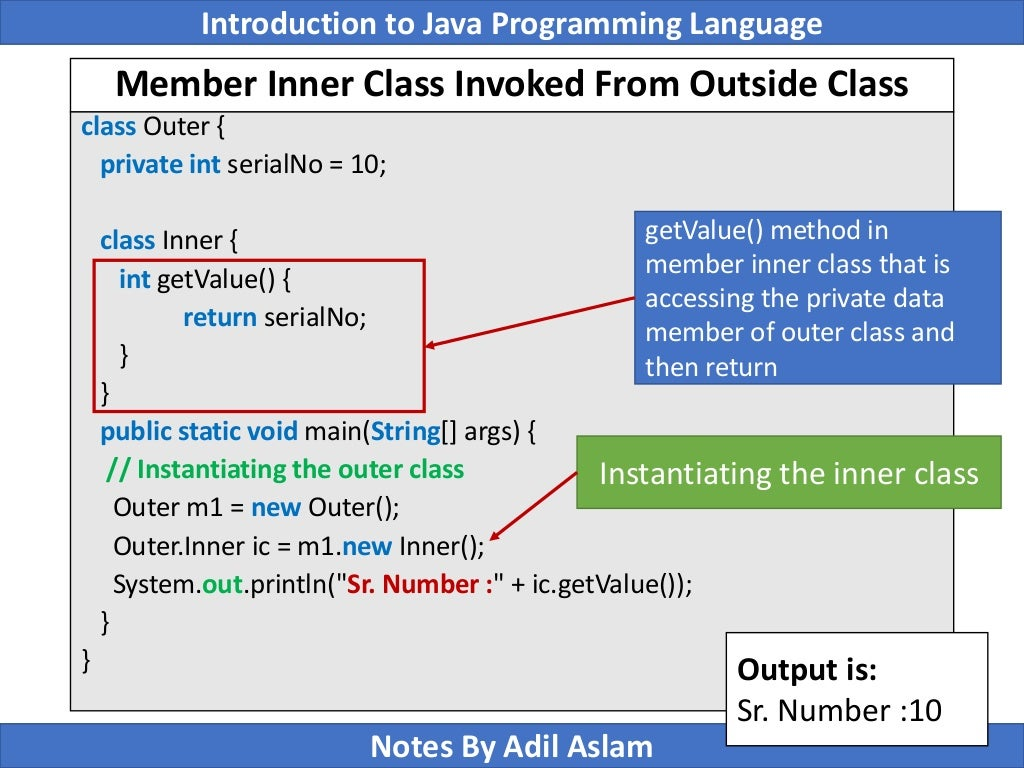 Introduction to Java Programming Language
Member Inner Class Invoked From Outside Class
class Outer {
private int serialNo = 10;
class Inner {
int getValue() {
return serialNo;
}
}
public static void main(String[] args) {
// Instantiating the outer class
Outer m1 = new Outer();
Outer.Inner ic = m1.new Inner();
System.out.println("Sr. Number :" + ic.getValue());
}
}
getValue() method in
member inner class that is
accessing the private data
member of outer class and
then return
Instantiating the inner class
Output is:
Sr. Number :10
Notes By Adil Aslam